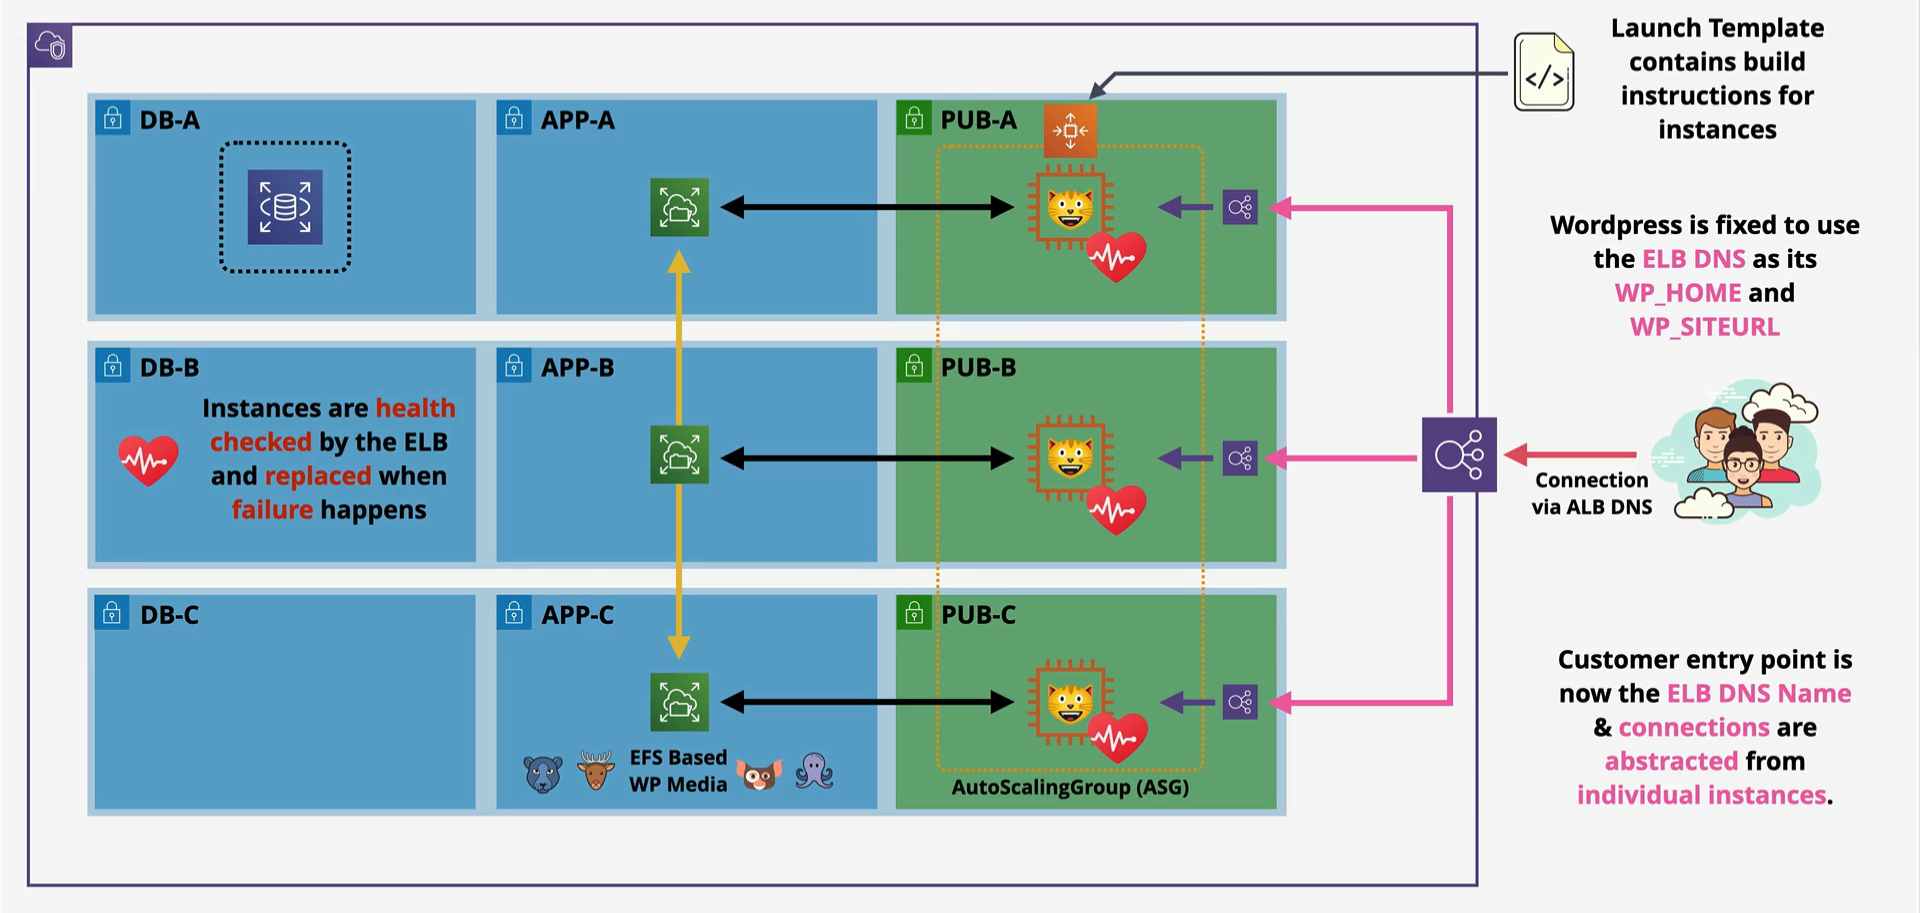 Launch Template
contains build
instructions for
instances
DB-A
APP-A
PUB-A
Wordpress is fixed to use
the ELB DNS as its
WP_HOME and
WP_SITEURL
DB-B
APP-B
PUB-B
Instances are health
checked by the ELB
and replaced when
failure happens
Connection
via ALB DNS
DB-C
APP-C
PUB-C
EFS Based
WP Media
AutoScalingGroup (ASG)
Customer entry point is
now the ELB DNS Name
& connections are
abstracted from
individual instances.